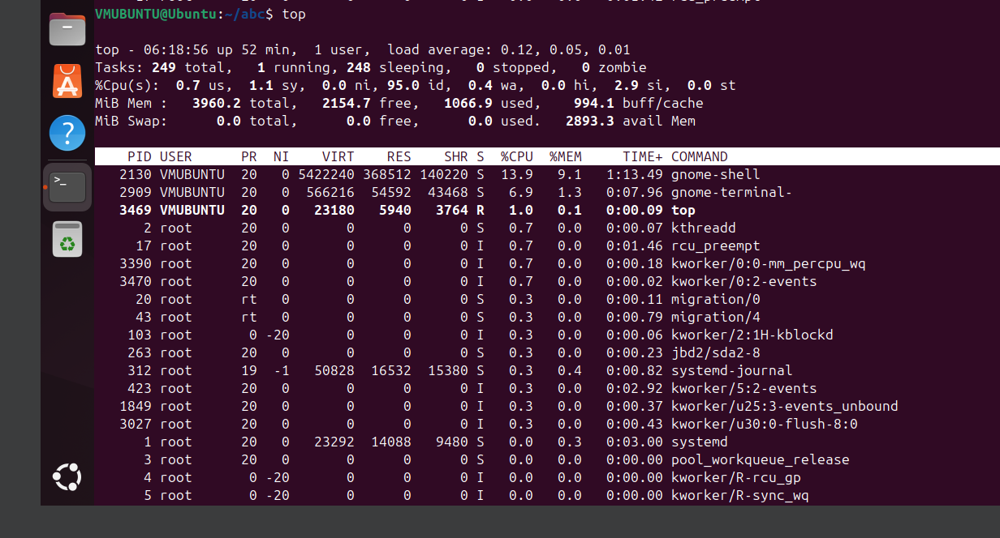 VMUBUNTU@Ubuntu:~/abc$ top
top - 06:18:56 up 52 min,  1 user,  load average: 0.12, 0.05, 0.01
Tasks: 249 total,   1 running, 248 sleeping,   0 stopped,   0 zombie
%Cpu(s):  0.7 us,  1.1 sy,  0.0 ni, 95.0 id,  0.4 wa,  0.0 hi,  2.9 si,  0.0 st
MiB Mem :   3960.2 total,   2154.7 free,   1066.9 used,    994.1 buff/cache
MiB Swap:      0.0 total,      0.0 free,      0.0 used.   2893.3 avail Mem
PID USER      PR  NI    VIRT    RES    SHR S  %CPU  %MEM     TIME+ COMMAND
2130 VMUBUNTU  20   0 5422240 368512 140220 S  13.9   9.1   1:13.49 gnome-shell
2909 VMUBUNTU  20   0  566216  54592  43468 S   6.9   1.3   0:07.96 gnome-terminal-
3469 VMUBUNTU  20   0   23180   5940   3764 R   1.0   0.1   0:00.09 top
2 root      20   0       0      0      0 S   0.7   0.0   0:00.07 kthreadd
17 root      20   0       0      0      0 I   0.7   0.0   0:01.46 rcu_preempt
3390 root      20   0       0      0      0 I   0.7   0.0   0:00.18 kworker/0:0-mm_percpu_wq
3470 root      20   0       0      0      0 I   0.7   0.0   0:00.02 kworker/0:2-events
20 root      rt   0       0      0      0 S   0.3   0.0   0:00.11 migration/0
43 root      rt   0       0      0      0 S   0.3   0.0   0:00.79 migration/4
103 root       0 -20       0      0      0 I   0.3   0.0   0:00.06 kworker/2:1H-kblockd
263 root      20   0       0      0      0 S   0.3   0.0   0:00.23 jbd2/sda2-8
312 root      19  -1   50828  16532  15380 S   0.3   0.4   0:00.82 systemd-journal
423 root      20   0       0      0      0 I   0.3   0.0   0:02.92 kworker/5:2-events
1849 root      20   0       0      0      0 I   0.3   0.0   0:00.37 kworker/u25:3-events_unbound
3027 root      20   0       0      0      0 I   0.3   0.0   0:00.43 kworker/u30:0-flush-8:0
1 root      20   0   23292  14088   9480 S   0.0   0.3   0:03.00 systemd
3 root      20   0       0      0      0 S   0.0   0.0   0:00.00 pool_workqueue_release
4 root       0 -20       0      0      0 I   0.0   0.0   0:00.00 kworker/R-rcu_gp
5 root       0 -20       0      0      0 I   0.0   0.0   0:00.00 kworker/R-sync_wq